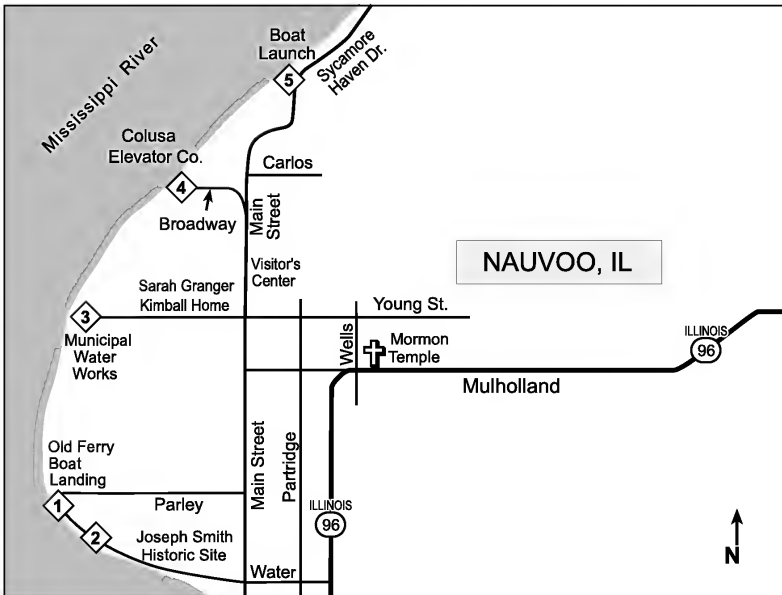 Boat
Launch
5
Sycamore
Haven Dr.
Mississippi River
Colusa
Elevator Co.
4
Broadway
Carlos
Main
Street
Visitor's
Center
NAUVOO, IL
Sarah Granger
Kimball Home
Young St.
3
Municipal
Water
Works
Wells
Mormon
Temple
ILLINOIS
96
Mulholland
Old Ferry
Boat
Landing
1
Parley
Main Street
Partridge
ILLINOIS
96
2
Joseph Smith
Historic Site
Water
N